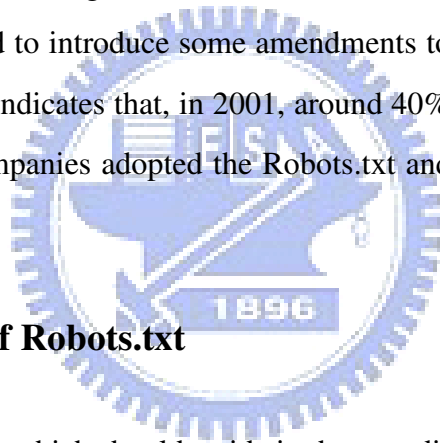 d to introduce some amendments to
ndicates that, in 2001, around 40%
mpanies adopted the Robots.txt and
1896
f Robots.txt